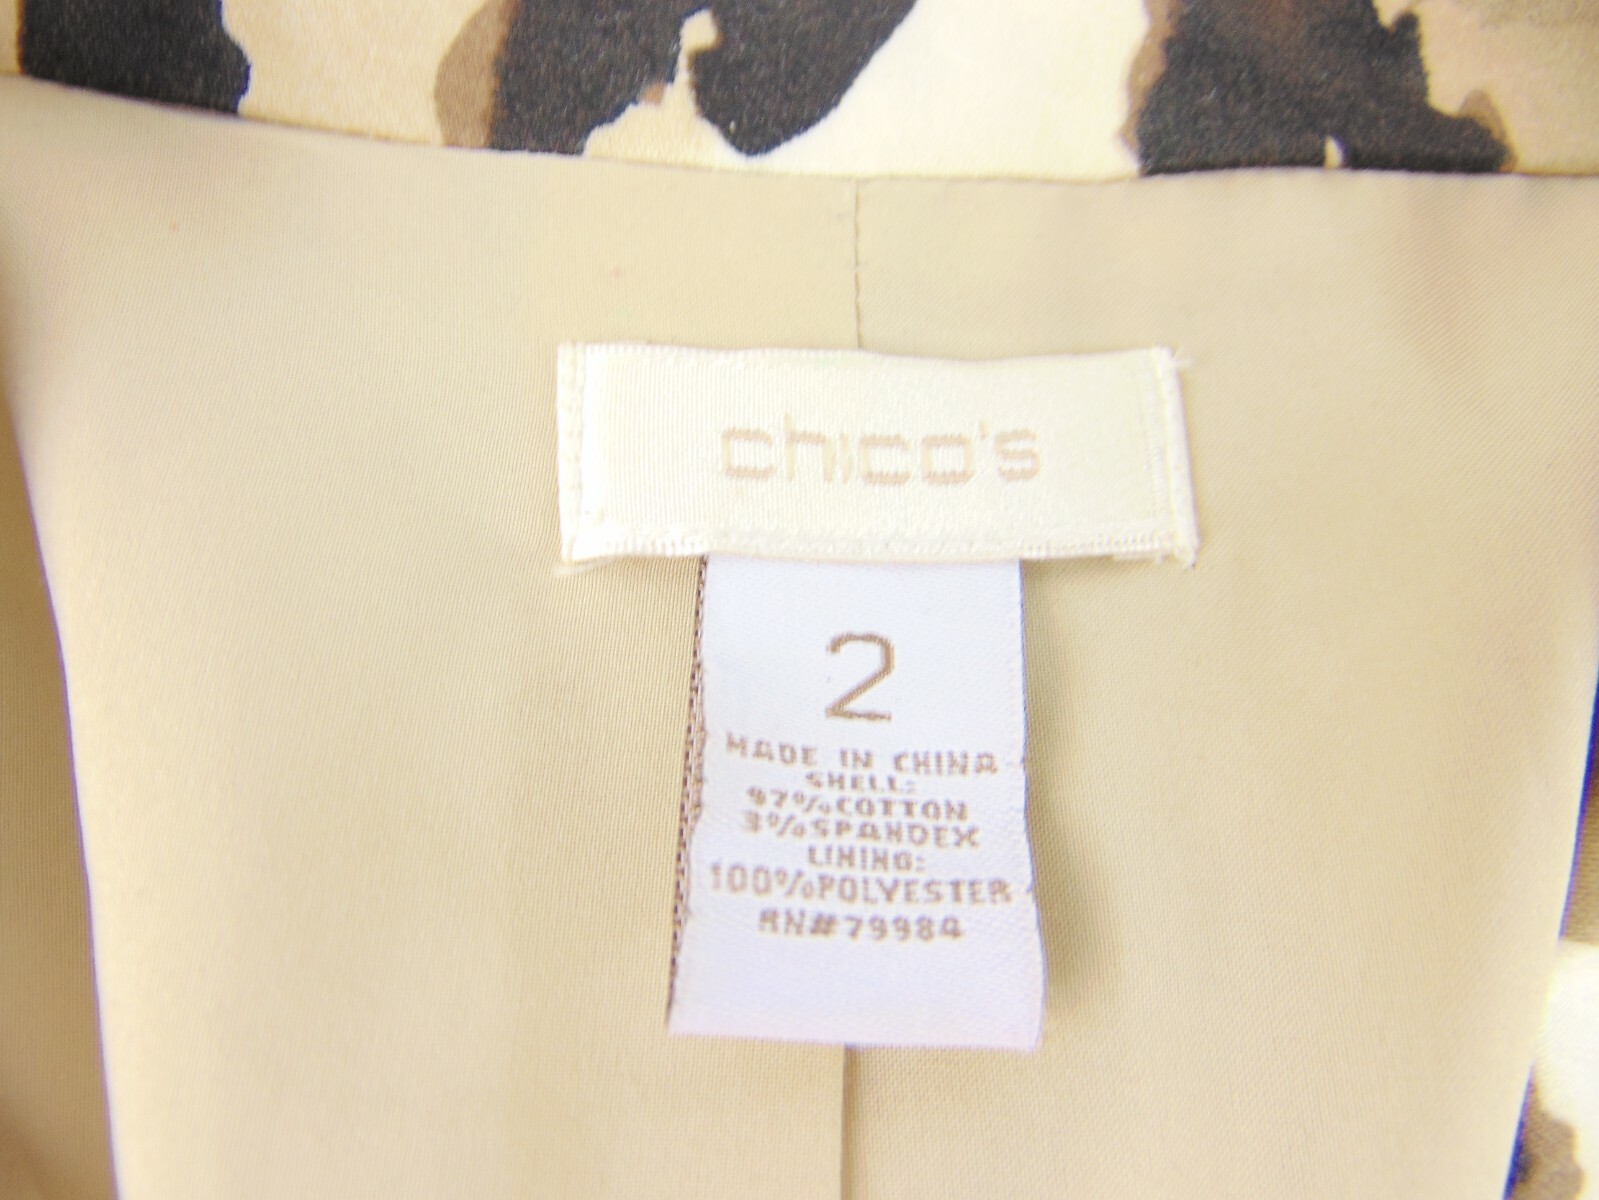 chico's
2
MADE IN CHINA
SHELL:
97%COTTON
3%SPANDEX
LINING:
100%POLYESTER
RN#79984